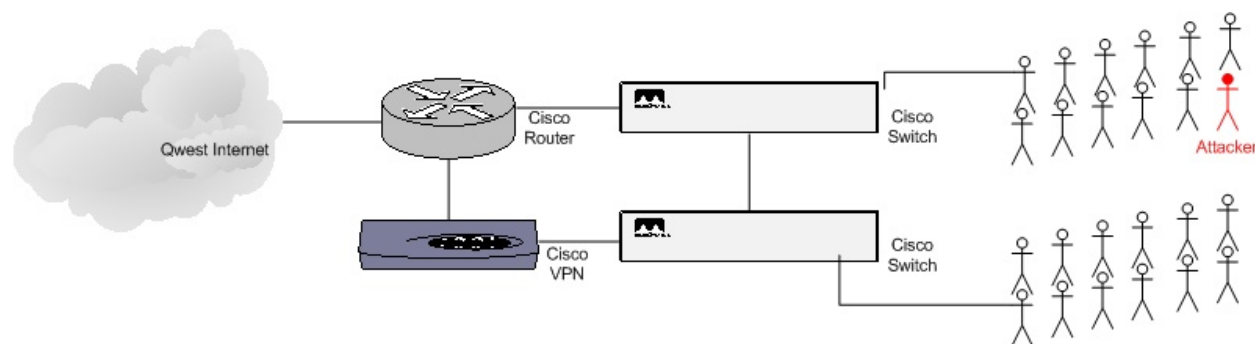 Qwest Internet
Cisco
Router
Cisco
Switch
Attacker
Cisco
VPN
Cisco
Switch